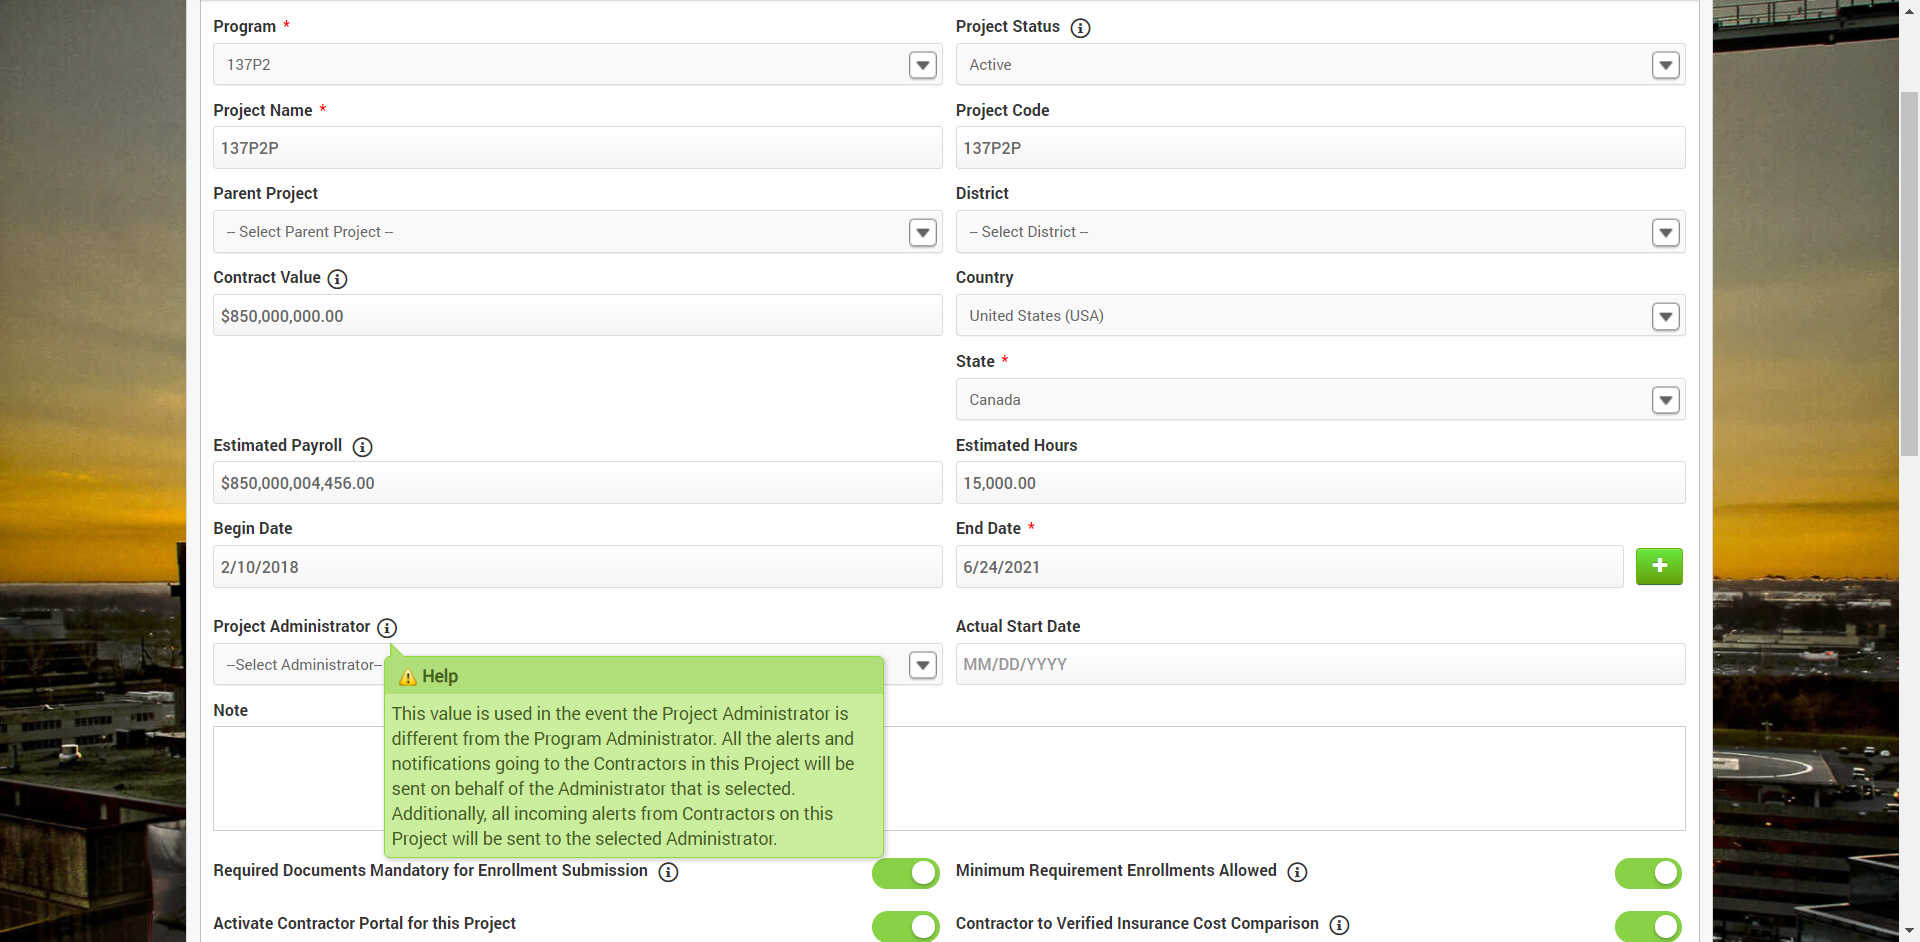 Program *
137P2
Project Status
Active
Project Name *
137P2P
Project Code
137P2P
Parent Project
-- Select Parent Project --
District
-- Select District --
Contract Value
$850,000,000.00
Country
United States (USA)
State *
Canada
Estimated Payroll
$850,000,004,456.00
Estimated Hours
15,000.00
Begin Date
2/10/2018
End Date *
6/24/2021
Project Administrator
--Select Administrator--
Actual Start Date
MM/DD/YYYY
Help
This value is used in the event the Project Administrator is
different from the Program Administrator. All the alerts and
notifications going to the Contractors in this Project will be
sent on behalf of the Administrator that is selected.
Additionally, all incoming alerts from Contractors on this
Project will be sent to the selected Administrator.
Note
Required Documents Mandatory for Enrollment Submission
Minimum Requirement Enrollments Allowed
Activate Contractor Portal for this Project
Contractor to Verified Insurance Cost Comparison